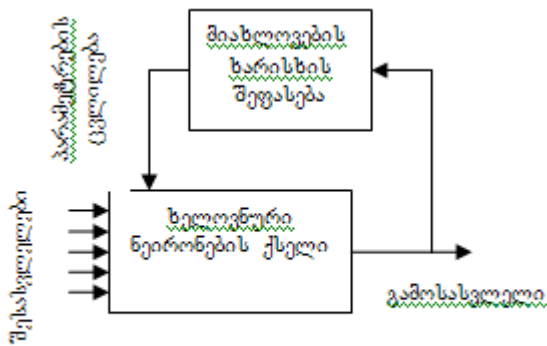 მიახლოვების
ხარისხის
შეფასება
პარამეტრების
ცვლილება
ხელოვნური
ნეირონების ქსელი
შესასვლელები
გამოსასვლელი